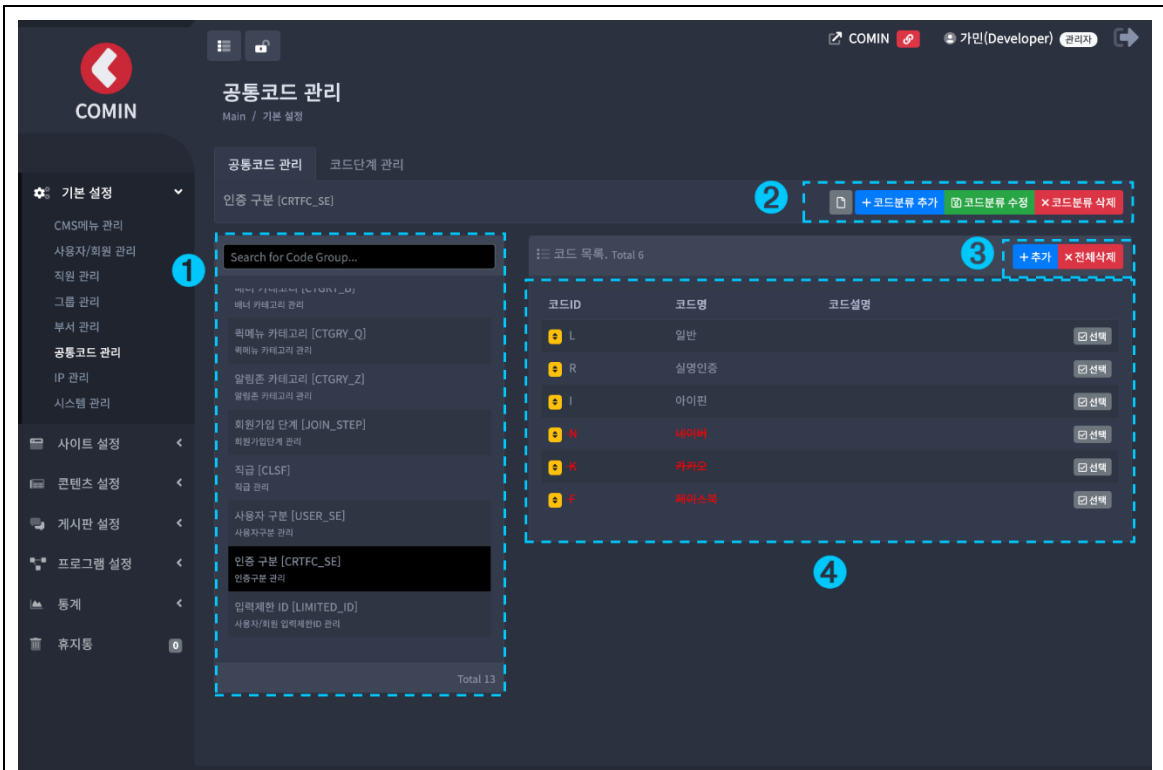 COMIN
COMIN
가민(Developer) 관리자
공통코드 관리
Main / 기본 설정
공통코드 관리 코드단계 관리
인증 구분 [CRTFC_SE]
2
+코드분류 추가 코드분류 수정 ×코드분류 삭제
기본 설정
CMS메뉴 관리
사용자/회원 관리
직원 관리
그룹 관리
부서 관리
공통코드 관리
IP 관리
시스템 관리
사이트 설정
콘텐츠 설정
게시판 설정
프로그램 설정
통계
휴지통 0
1
Search for Code Group...
배너 카테고리 [CTGRY_B]
배너 카테고리 관리
퀵메뉴 카테고리 [CTGRY_Q]
퀵메뉴 카테고리 관리
알림존 카테고리 [CTGRY_Z]
알림존 카테고리 관리
회원가입 단계 [JOIN_STEP]
회원가입단계 관리
직급 [CLSF]
직급 관리
사용자 구분 [USER_SE]
사용자구분 관리
인증 구분 [CRTFC_SE]
인증구분 관리
입력제한 ID [LIMITED_ID]
사용자/회원 입력제한ID 관리
Total 13
코드 목록. Total 6
3
+추가 ×전체삭제
코드ID 코드명 코드설명
L 일반 선택
R 실명인증 선택
I 아이핀 선택
N 네이버 선택
K 카카오 선택
F 페이스북 선택
4